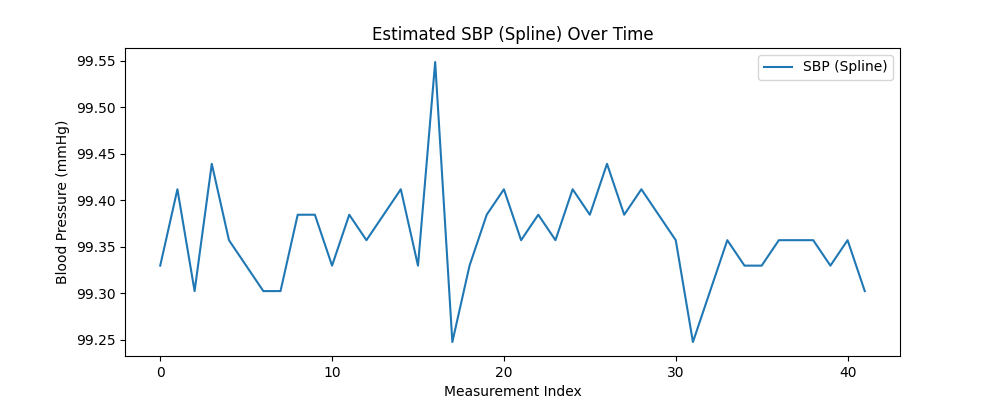 Estimated SBP (Spline) Over Time
SBP (Spline)
Blood Pressure (mmHg)
99.55
99.50
99.45
99.40
99.35
99.30
99.25
0 10 20 30 40
Measurement Index